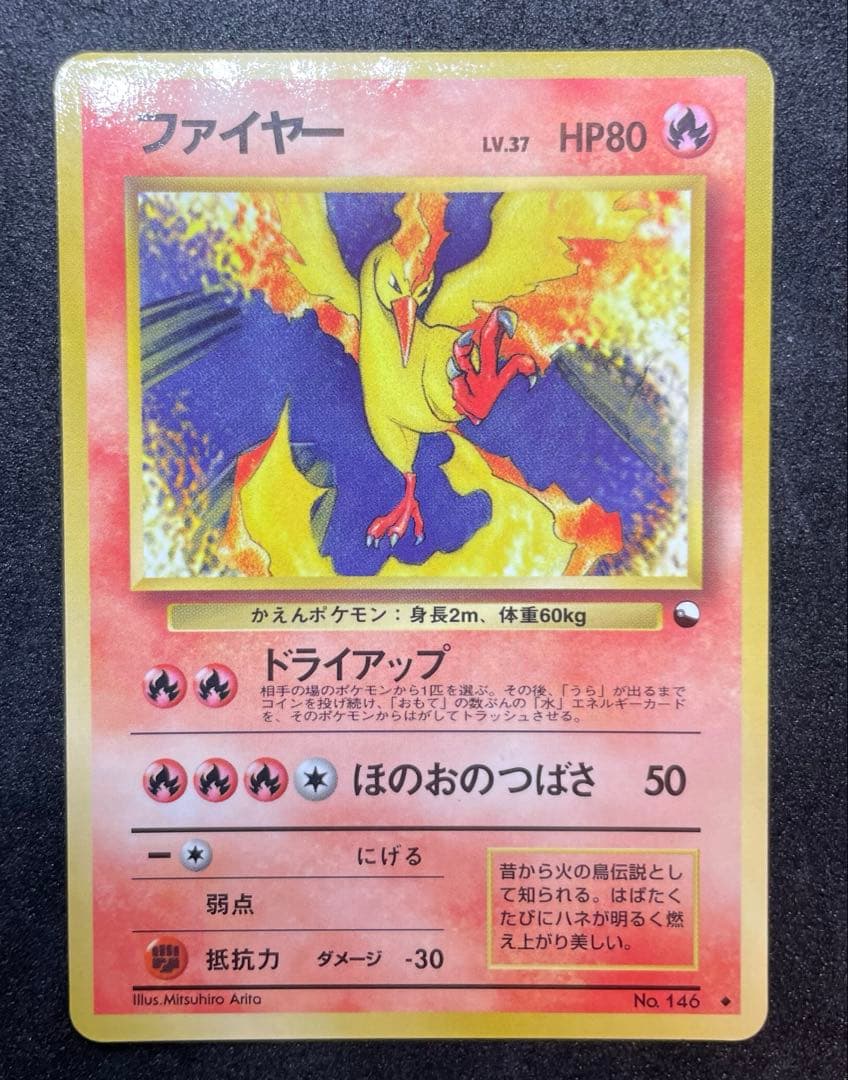 ファイヤー LV.37 HP80
かえんポケモン：身長2m、体重60kg
ドライアップ
相手の場のポケモンから1匹を選ぶ。その後、「うら」が出るまで
コインを投げ続け、「おもて」の数ぶんの「水」エネルギーカード
を、そのポケモンからはがしてトラッシュさせる。
ほのおのつばさ 50
にげる
弱点
抵抗力 ダメージ -30
昔から火の鳥伝説とし
て知られる。はばたく
たびにハネが明るく燃
え上がり美しい。
Illus.Mitsuhiro Arita No. 146